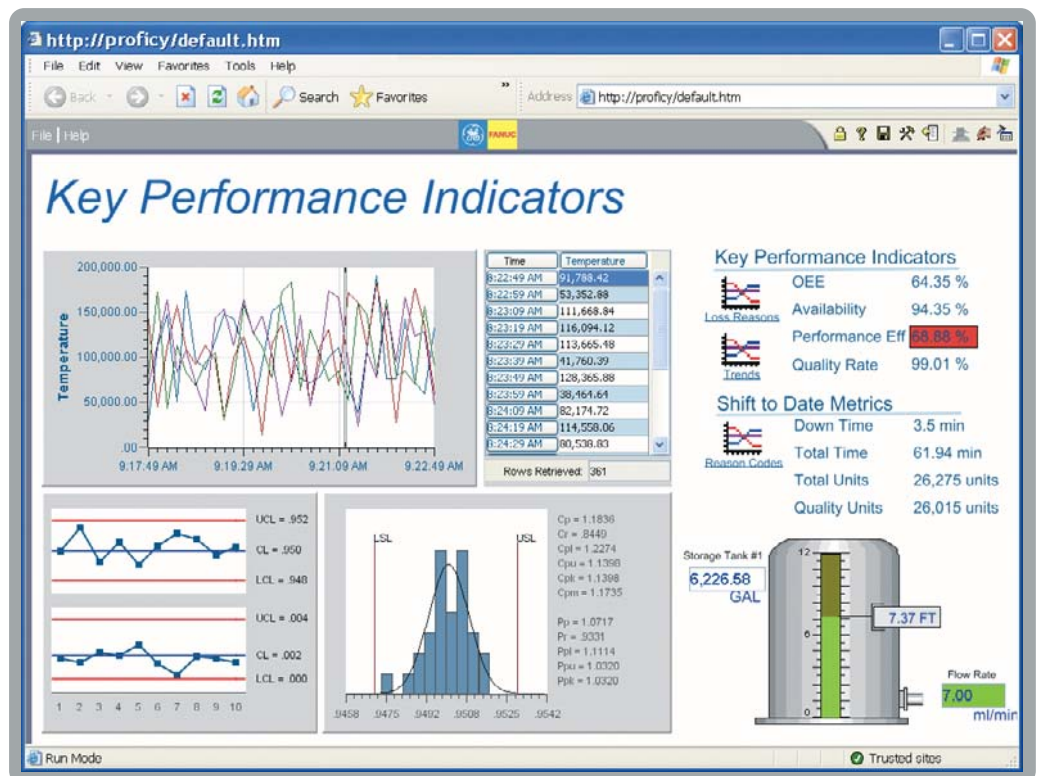 http://proficy/default.htm
File Edit View Favorites Tools Help
Back Search Favorites » Address http://proficy/default.htm
File | Help
FANUC
Key Performance Indicators
200,000.00
150,000.00
100,000.00
50,000.00
.00
Temperature
9:17:49 AM 9:19:29 AM 9:21:09 AM 9:22:49 AM
Time Temperature
8:22:49 AM 91,788.42
8:22:59 AM 53,352.88
8:23:09 AM 111,668.84
8:23:19 AM 116,094.12
8:23:29 AM 113,665.48
8:23:39 AM 41,760.39
8:23:49 AM 128,365.88
8:23:59 AM 38,464.64
8:24:09 AM 82,174.72
8:24:19 AM 114,558.06
8:24:29 AM 80,538.83
Rows Retrieved: 361
Key Performance Indicators
OEE 64.35 %
Loss Reasons
Availability 94.35 %
Performance Eff 68.88 %
Trends
Quality Rate 99.01 %
Shift to Date Metrics
Down Time 3.5 min
Reason Codes
Total Time 61.94 min
Total Units 26,275 units
Quality Units 26,015 units
UCL = .952
CL = .950
LCL = .948
UCL = .004
CL = .002
LCL = .000
1 2 3 4 5 6 7 8 9 10
LSL USL
.9458 .9475 .9492 .9508 .9525 .9542
Cp = 1.1836
Cr = .8449
Cpl = 1.2274
Cpu = 1.1398
Cpk = 1.1398
Cpm = 1.1735
Pp = 1.0717
Pr = .9331
Ppl = 1.1114
Ppu = 1.0320
Ppk = 1.0320
Storage Tank #1
6,226.58
GAL
12
6
0
7.37 FT
Flow Rate
7.00
ml/min
Run Mode Trusted sites